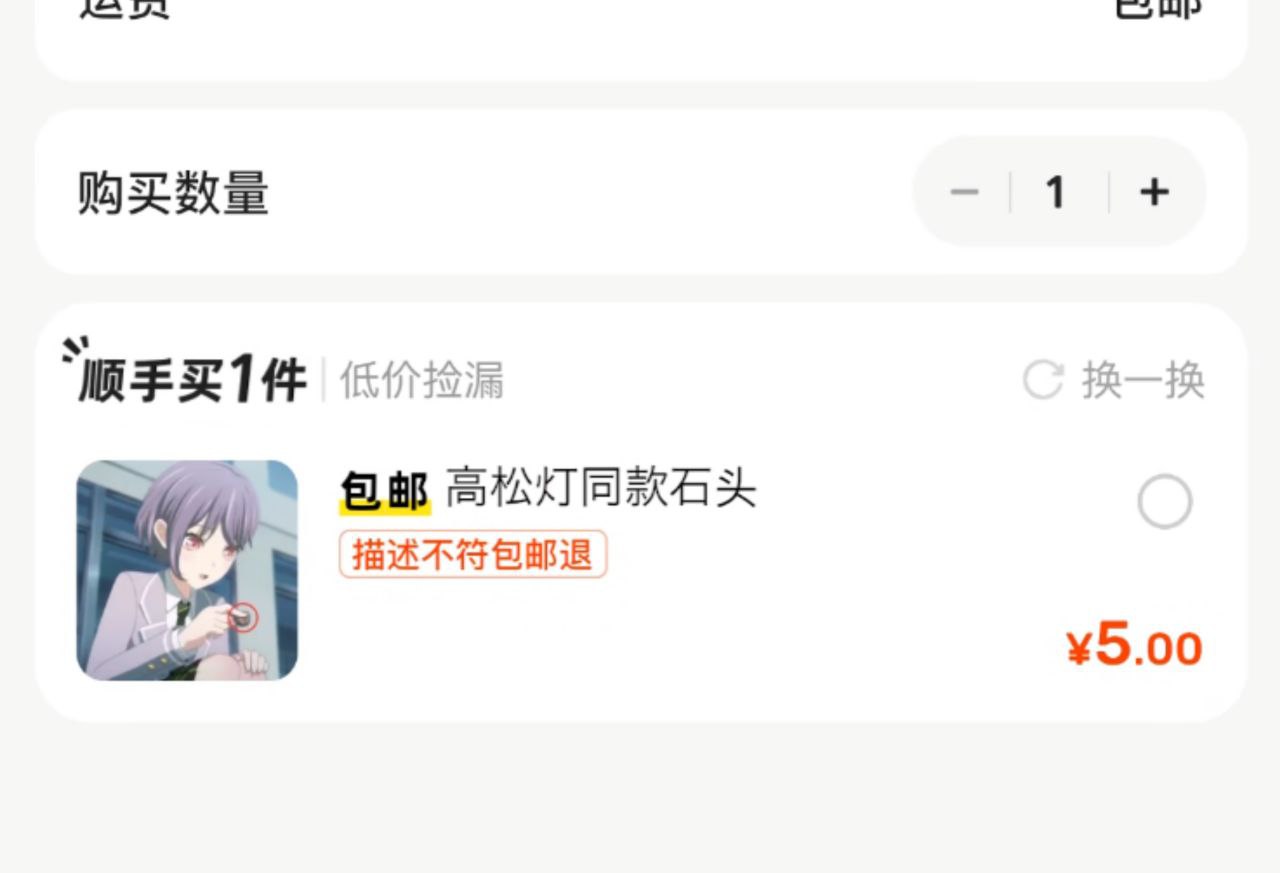 运费 包邮
购买数量 − 1 +
顺手买1件 低价捡漏 换一换
包邮 高松灯同款石头
描述不符包邮退
¥5.00